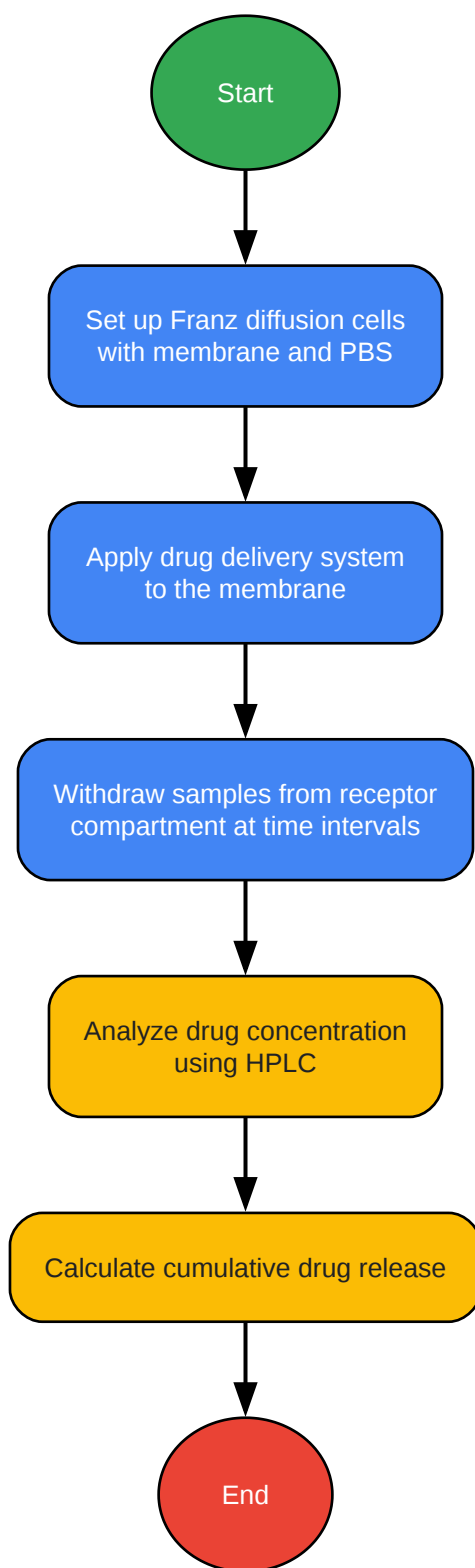 Start
Set up Franz diffusion cells
with membrane and PBS
Apply drug delivery system
to the membrane
Withdraw samples from receptor
compartment at time intervals
Analyze drug concentration
using HPLC
Calculate cumulative drug release
End